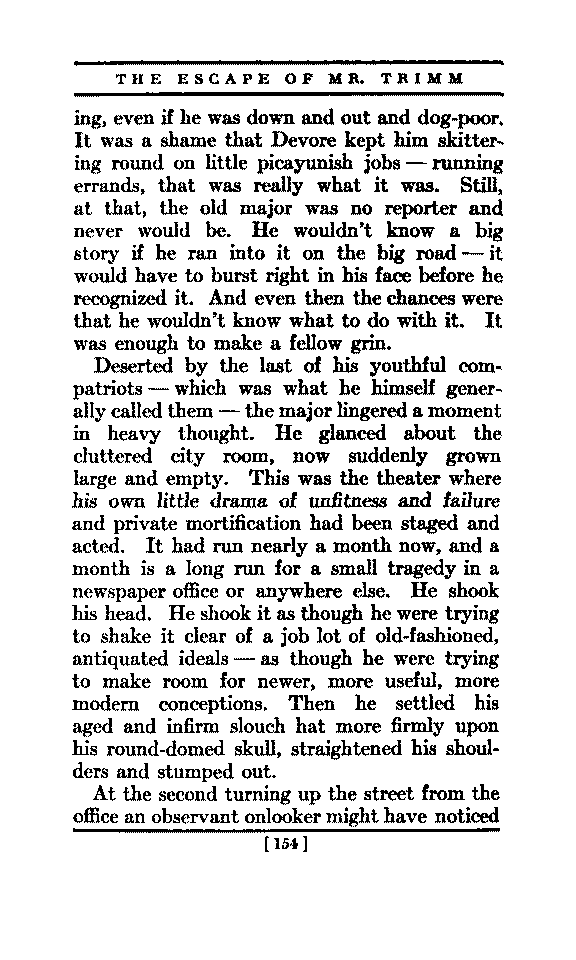 THE ESCAPE OF MR. TRIMM
ing, even if he was down and out and dog-poor.
It was a shame that Devore kept him skitter-
ing round on little picayunish jobs — running
errands, that was really what it was. Still,
at that, the old major was no reporter and
never would be. He wouldn't know a big
story if he ran into it on the big road — it
would have to burst right in his face before he
recognized it. And even then the chances were
that he wouldn't know what to do with it. It
was enough to make a fellow grin.
Deserted by the last of his youthful com-
patriots — which was what he himself gener-
ally called them — the major lingered a moment
in heavy thought. He glanced about the
cluttered city room, now suddenly grown
large and empty. This was the theater where
his own little drama of unfitness and failure
and private mortification had been staged and
acted. It had run nearly a month now, and a
month is a long run for a small tragedy in a
newspaper office or anywhere else. He shook
his head. He shook it as though he were trying
to shake it clear of a job lot of old-fashioned,
antiquated ideals — as though he were trying
to make room for newer, more useful, more
modern conceptions. Then he settled his
aged and infirm slouch hat more firmly upon
his round-domed skull, straightened his shoul-
ders and stumped out.
At the second turning up the street from the
office an observant onlooker might have noticed
[154]